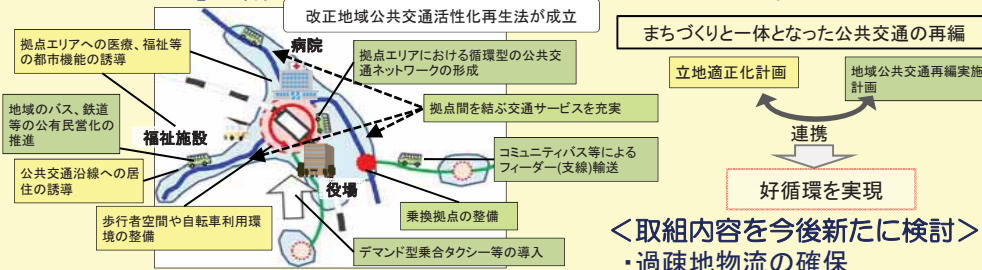 改正地域公共交通活性化再生法が成立
拠点エリアへの医療、福祉等
の都市機能の誘導
病院
拠点エリアにおける循環型の公共交
通ネットワークの形成
地域のバス、鉄道
等の公有民営化の
推進
福祉施設
拠点間を結ぶ交通サービスを充実
公共交通沿線への居
住の誘導
役場
コミュニティバス等による
フィーダー(支線)輸送
歩行者空間や自転車利用環
境の整備
乗換拠点の整備
デマンド型乗合タクシー等の導入
まちづくりと一体となった公共交通の再編
立地適正化計画
地域公共交通再編実施
計画
連携
好循環を実現
＜取組内容を今後新たに検討＞
・過疎地物流の確保